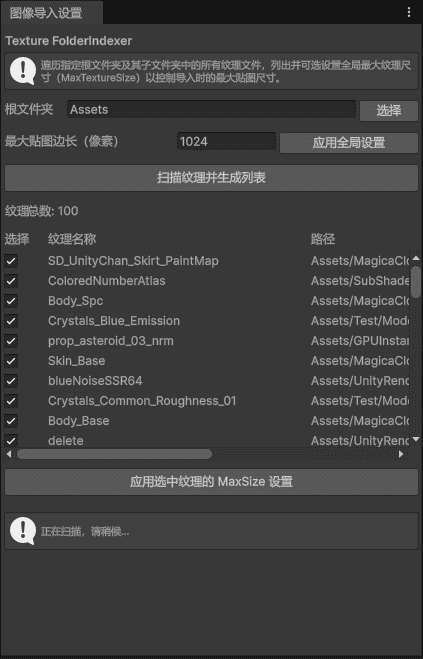 图像导入设置
Texture FolderIndexer
遍历指定根文件夹及其子文件夹中的所有纹理文件，列出并可选设置全局最大纹理尺
寸（MaxTextureSize）以控制导入时的最大贴图尺寸。
根文件夹 Assets 选择
最大贴图边长（像素） 1024 应用全局设置
扫描纹理并生成列表
纹理总数: 100
选择 纹理名称 路径
SD_UnityChan_Skirt_PaintMap Assets/MagicaClo
ColoredNumberAtlas Assets/SubShade
Body_Spc Assets/MagicaClo
Crystals_Blue_Emission Assets/Test/Mode
prop_asteroid_03_nrm Assets/GPUInstan
Skin_Base Assets/MagicaClo
blueNoiseSSR64 Assets/UnityRend
Crystals_Common_Roughness_01 Assets/Test/Mode
Body_Base Assets/MagicaClo
delete Assets/UnityRend
应用选中纹理的 MaxSize 设置
正在扫描，请稍候...